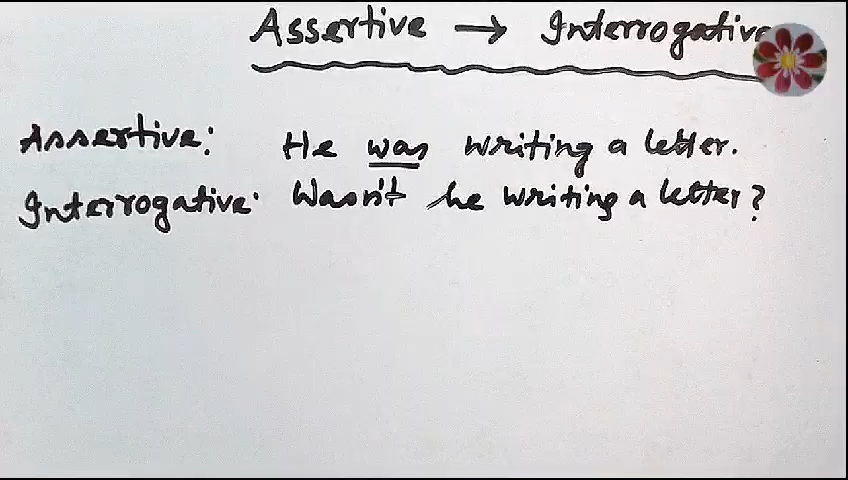 Assertive → Interrogative
Assertive: He was writing a letter.
Interrogative: Wasn't he writing a letter?